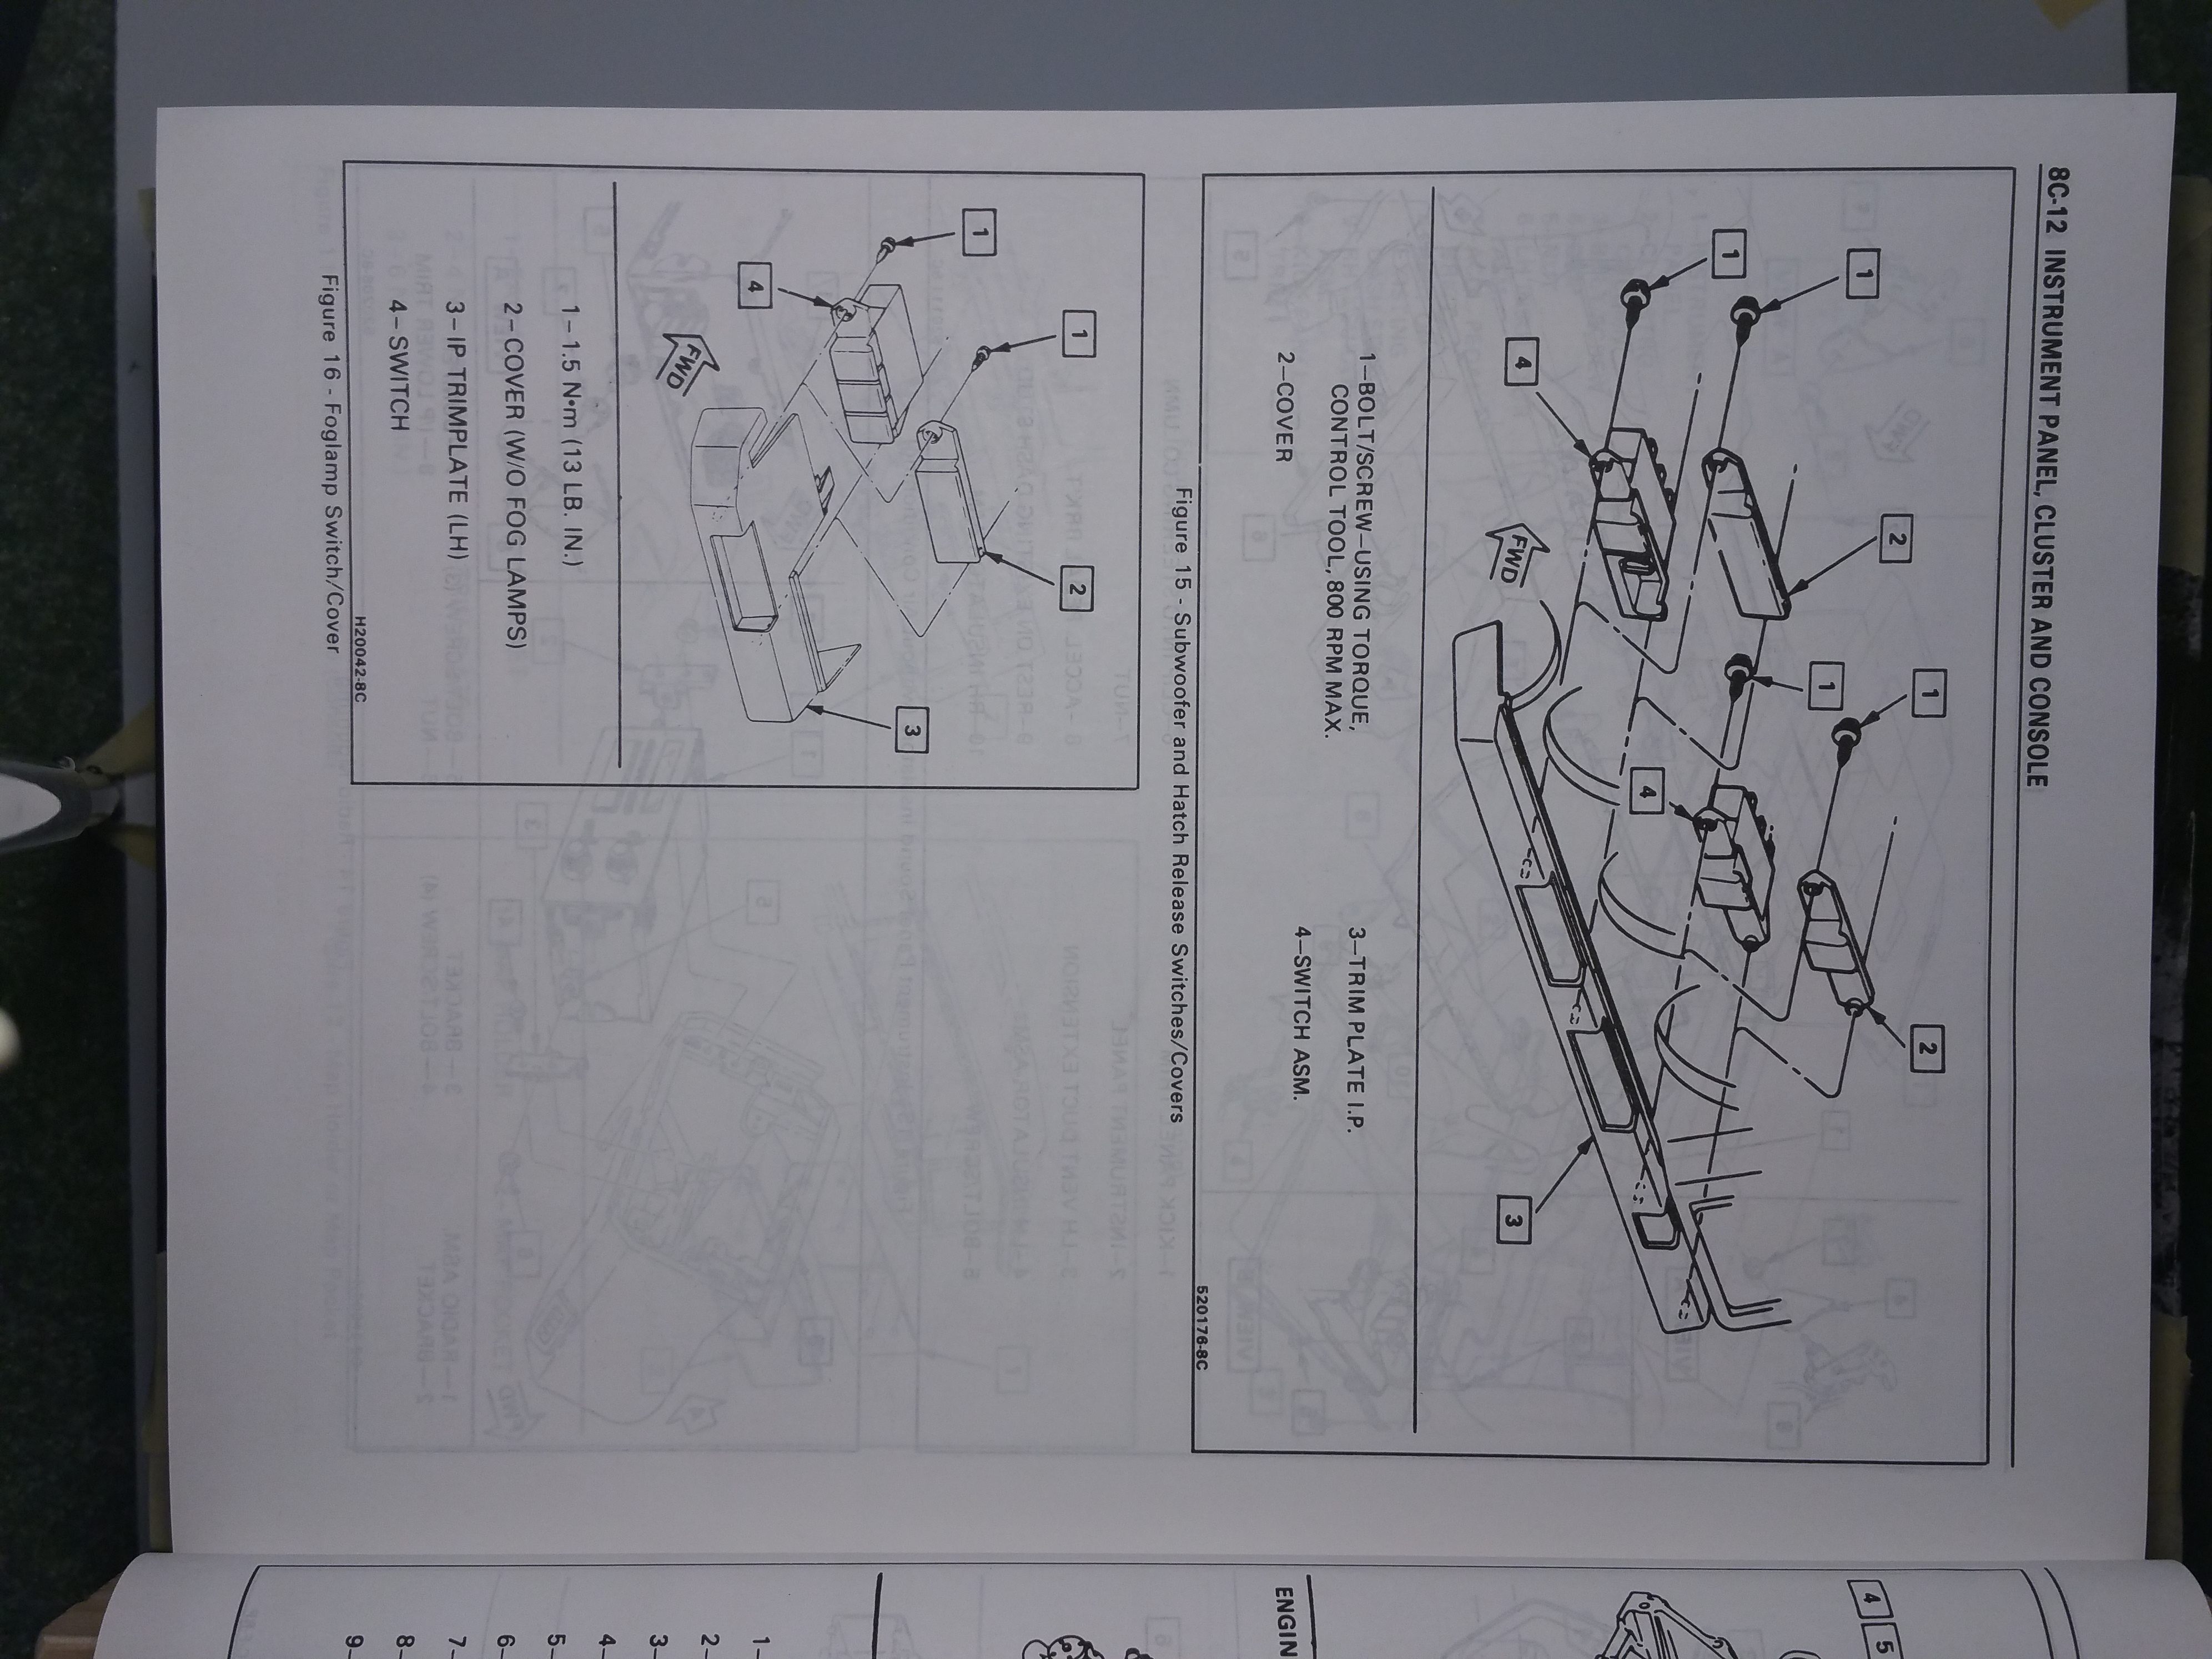 8C-12 INSTRUMENT PANEL, CLUSTER AND CONSOLE
1
1
2
1
1
4
2
4
FWD
3
1–BOLT/SCREW–USING TORQUE,
CONTROL TOOL, 800 RPM MAX.
2–COVER
3–TRIM PLATE I.P.
4–SWITCH ASM.
520176-8C
Figure 15 - Subwoofer and Hatch Release Switches/Covers
1
1
2
4
3
FWD
1–1.5 N•m (13 LB. IN.)
2–COVER (W/O FOG LAMPS)
3–IP TRIMPLATE (LH)
4–SWITCH
H20042-8C
Figure 16 - Foglamp Switch/Cover
4
5
ENGIN
1–
2–
3–
4–
5–
6–
7–
8–
9–